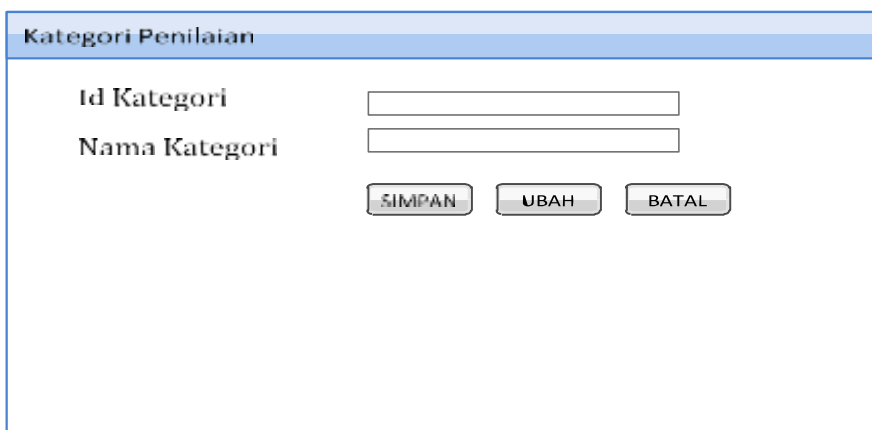 Kategori Penilaian
Id Kategori
Nama Kategori
SIMPAN UBAH BATAL